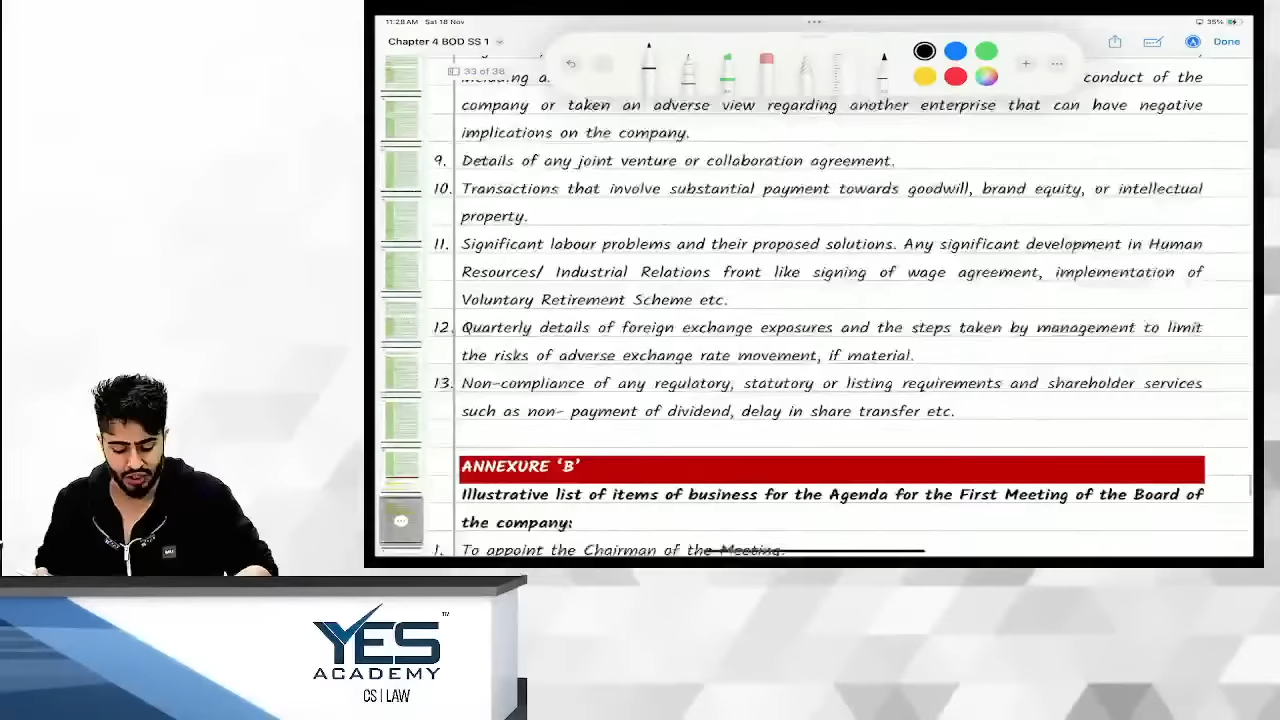 11:28 AM Sat 18 Nov
35%
Chapter 4 BOD SS 1
Done
33 of 38
a
conduct of the
company or taken an adverse view regarding another enterprise that can negative
implications on the company.
9. Details of any joint venture or collaboration agreement.
10. Transactions that involve substantial payment towards goodwill, brand equity, intellectual
property.
11. Significant labour problems and their proposed solutions. Any significant development in Human
Resources/ Industrial Relations front like signing of wage agreement, implementation of
Voluntary Retirement Scheme etc.
12. Quarterly details of foreign exchange exposures the steps taken by management to limit
the risks of adverse exchange rate movement, material.
13. Non-compliance of any regulatory, statutory listing requirements and shareholder services
such as non- payment of dividend, delay in share transfer etc.
ANNEXURE 'B'
Illustrative list of items of business for the Agenda for the First Meeting of the Board of
the company:
1. To appoint the Chairman of the Meeting.
YES
TM
ACADEMY
CS | LAW